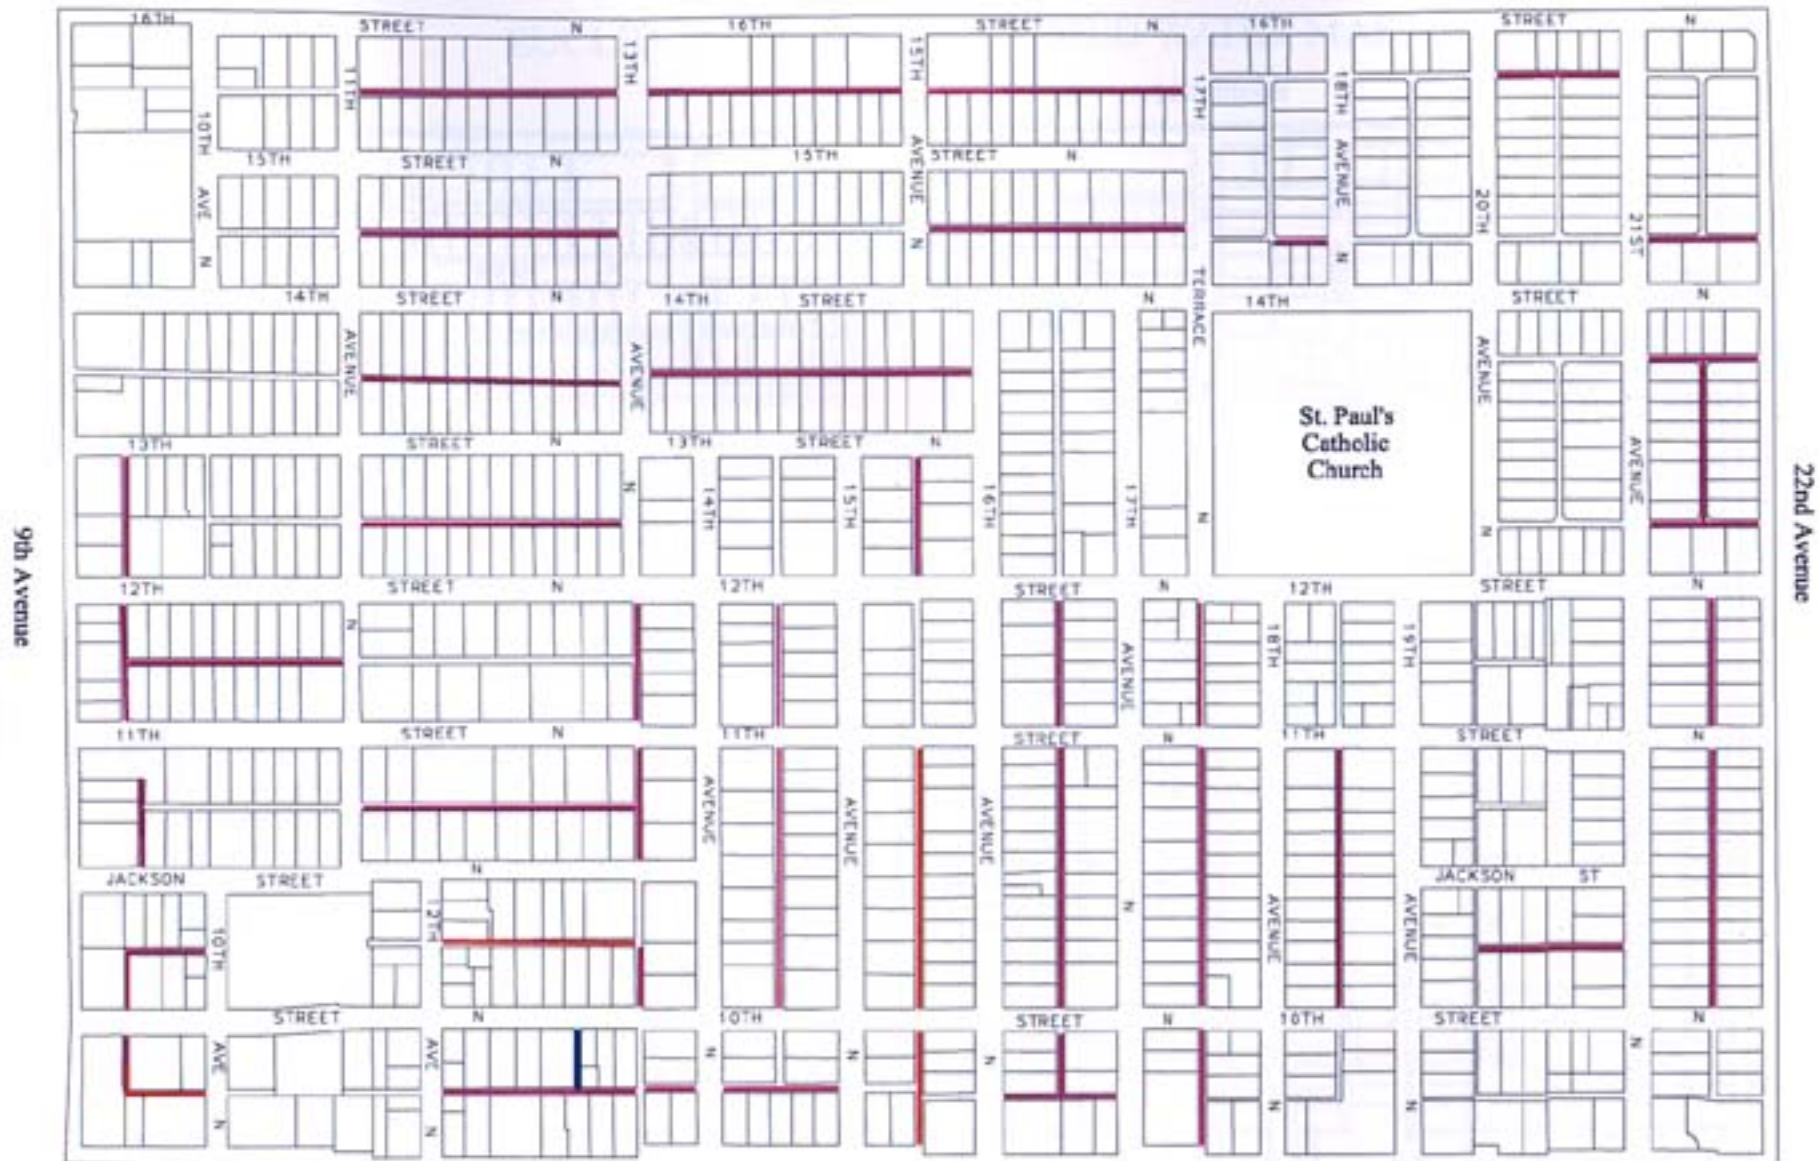 16TH STREET N 16TH STREET N 16TH STREET N
11TH 13TH 15TH 17TH 18TH
10TH AVE N
15TH STREET N 15TH STREET N
AVENUE N
AVENUE N
20TH
21ST
14TH STREET N 14TH STREET N 14TH STREET N
TERRACE N
AVENUE N
AVENUE N
AVENUE N
AVENUE
St. Paul's
Catholic
Church
13TH STREET N 13TH STREET N
14TH 15TH 16TH 17TH
9th Avenue
22nd Avenue
12TH STREET N 12TH STREET N 12TH STREET N
AVENUE
18TH
19TH
11TH STREET N 11TH STREET N 11TH STREET N
AVENUE N
AVENUE N
AVENUE N
N
AVENUE N
AVENUE N
JACKSON STREET N JACKSON ST
10TH AVE N
12TH AVE N
STREET N 10TH STREET N 10TH STREET N
N